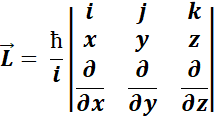 L⃗ = ħ/i | i j k |
| x y z |
| ∂/∂x ∂/∂y ∂/∂z |